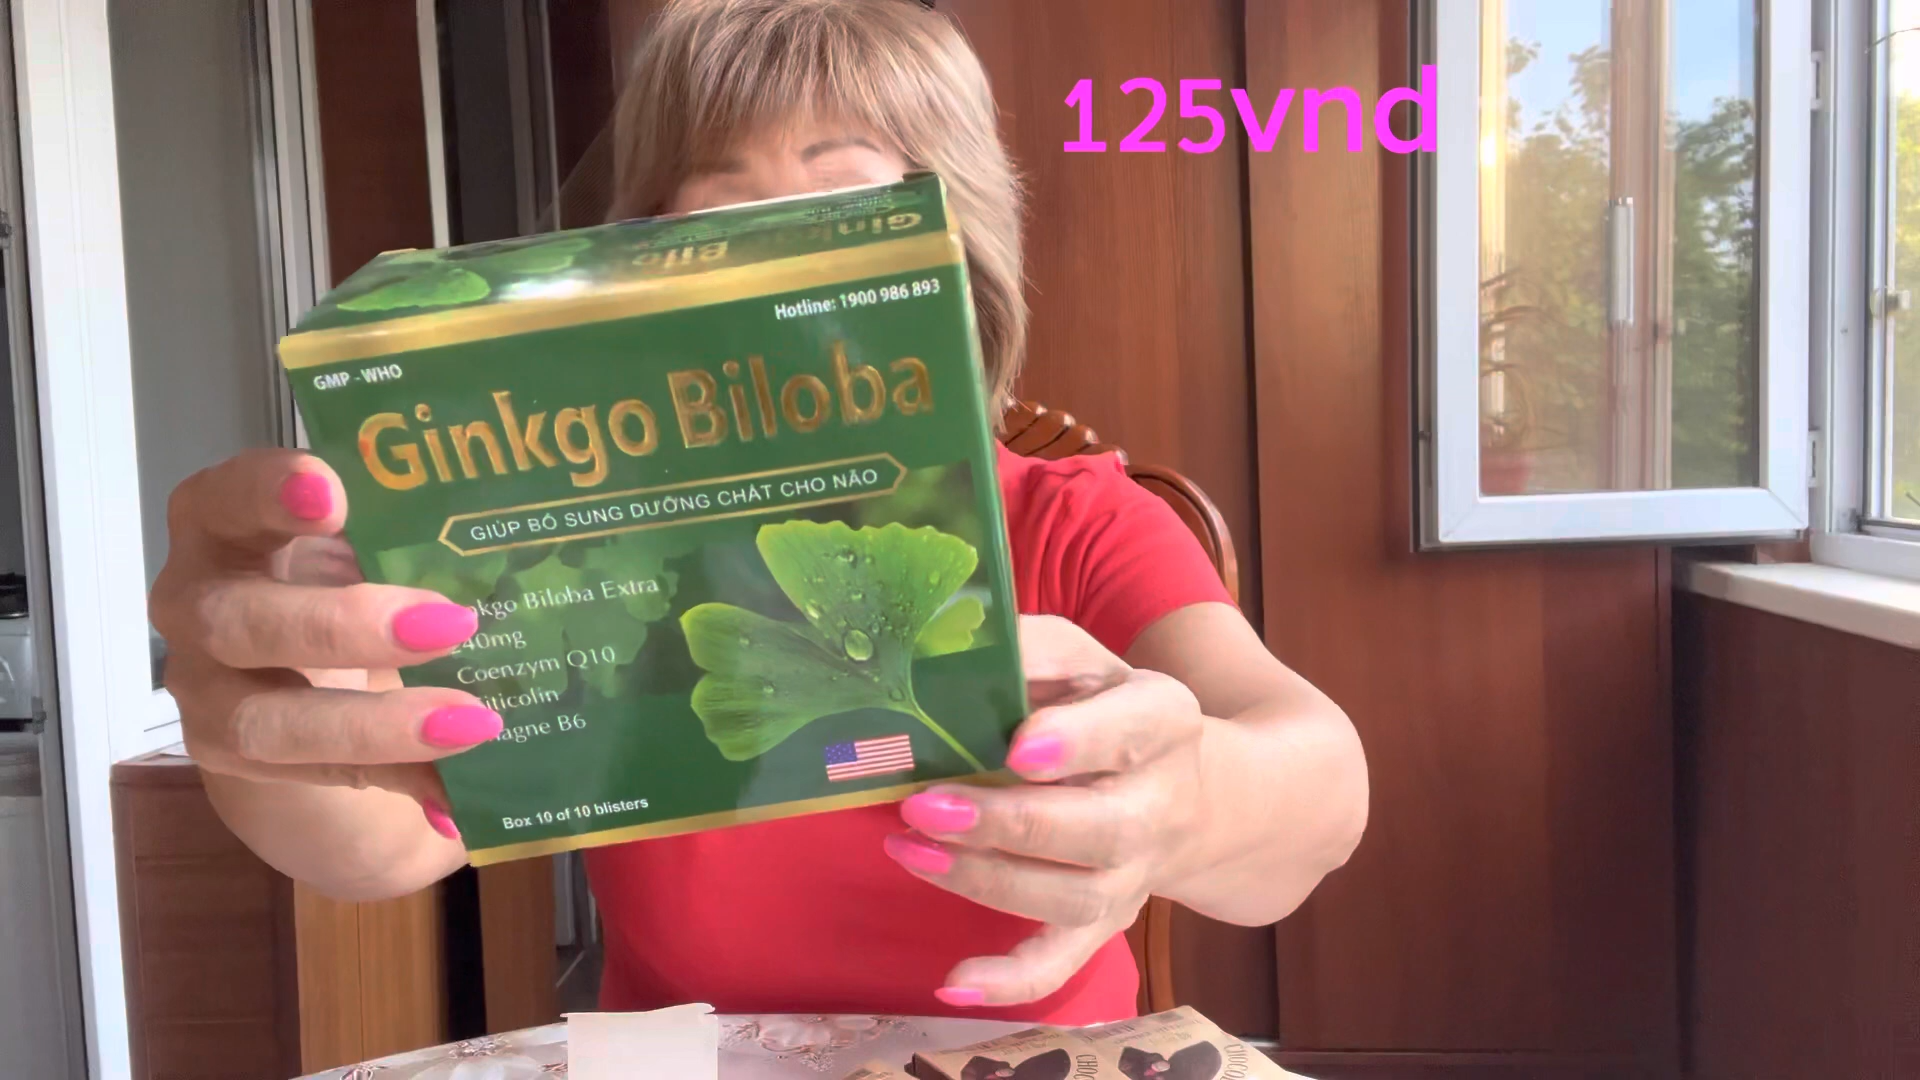 125vnd
Hotline: 1900 986 893
GMP - WHO
Ginkgo Biloba
GIÚP BỔ SUNG DƯỠNG CHẤT CHO NÃO
Biloba Extra
240mg
Coenzym Q10
B6
Box 10 of 10 blisters